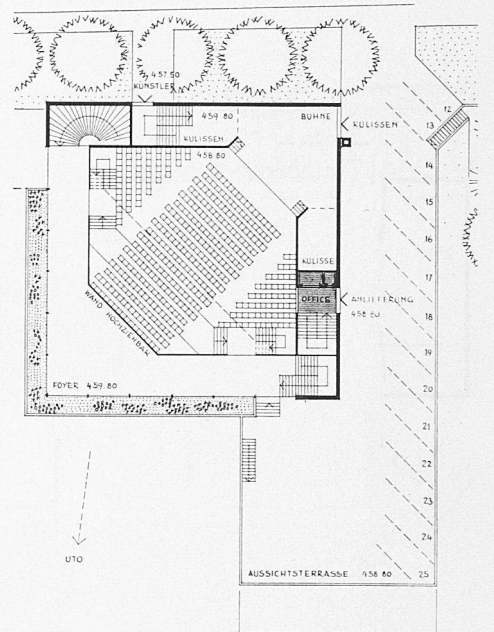 457.50
KÜNSTLER
459 80
KULISSEN
BÜHNE
KULISSEN
458 80
KULISSE
OFFICE
ANLIEFERUNG
458 80
WAND HOCHZIEHBAR
FOYER 459 80
UTO
AUSSICHTSTERRASSE 458 80
12
13
14
15
16
17
18
19
20
21
22
23
24
25